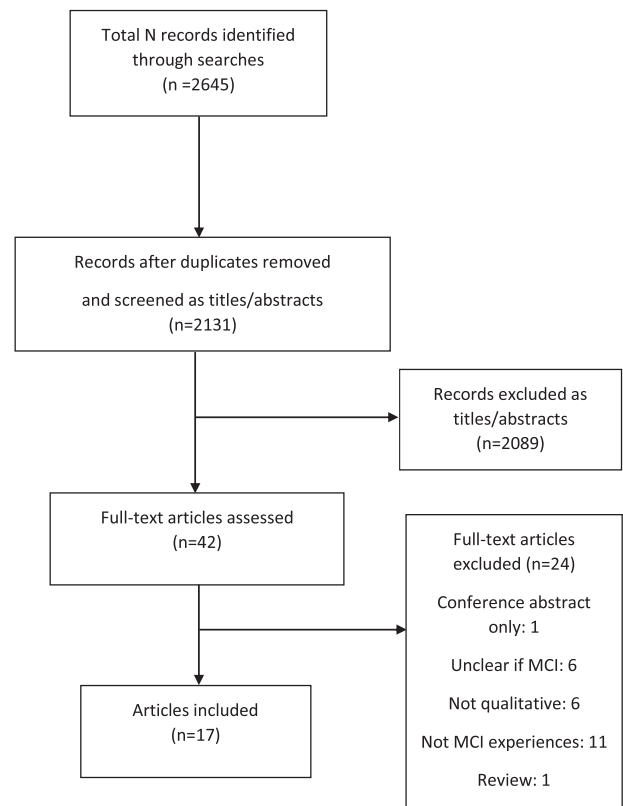 Total N records identified
through searches
(n =2645)
Records after duplicates removed
and screened as titles/abstracts
(n=2131)
Records excluded as
titles/abstracts
(n=2089)
Full-text articles assessed
(n=42)
Full-text articles
excluded (n=24)
Conference abstract
only: 1
Unclear if MCI: 6
Not qualitative: 6
Not MCI experiences: 11
Review: 1
Articles included
(n=17)